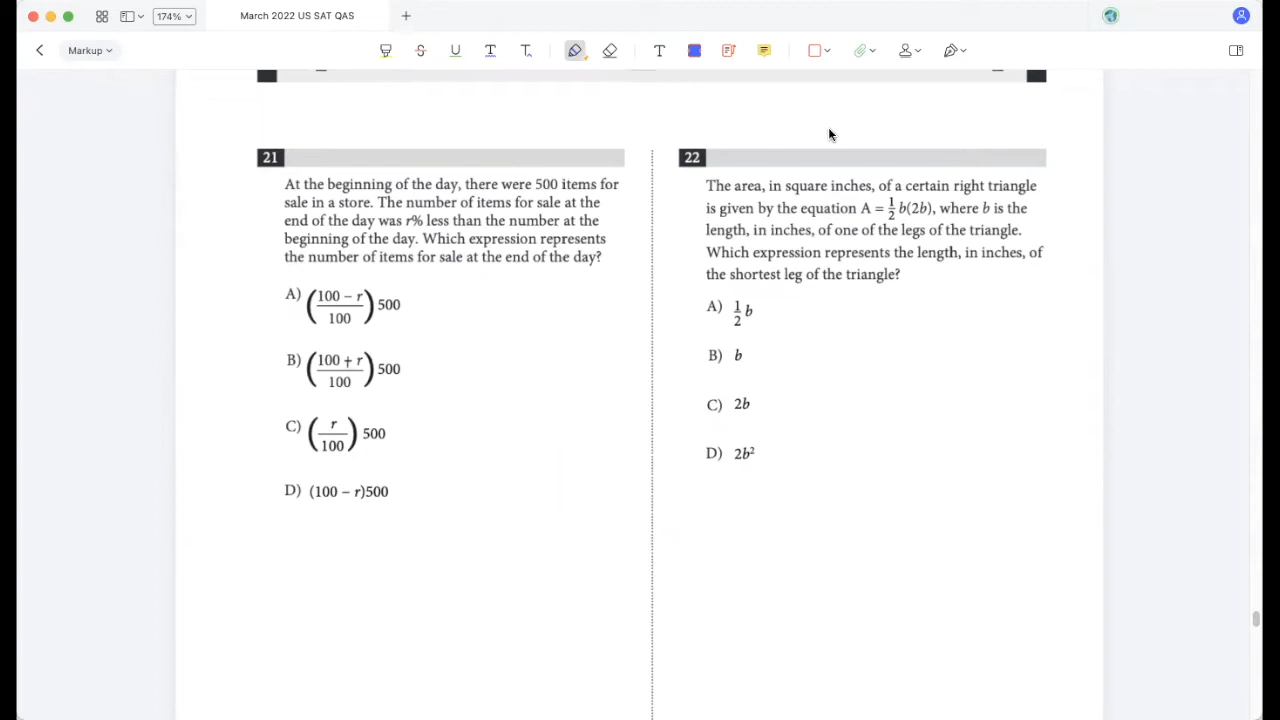 174%
March 2022 US SAT QAS
Markup
21
At the beginning of the day, there were 500 items for
sale in a store. The number of items for sale at the
end of the day was r% less than the number at the
beginning of the day. Which expression represents
the number of items for sale at the end of the day?
A) ((100 − r)/100) 500
B) ((100 + r)/100) 500
C) (r/100) 500
D) (100 − r)500
22
The area, in square inches, of a certain right triangle
is given by the equation A = 1/2 b(2b), where b is the
length, in inches, of one of the legs of the triangle.
Which expression represents the length, in inches, of
the shortest leg of the triangle?
A) 1/2 b
B) b
C) 2b
D) 2b²